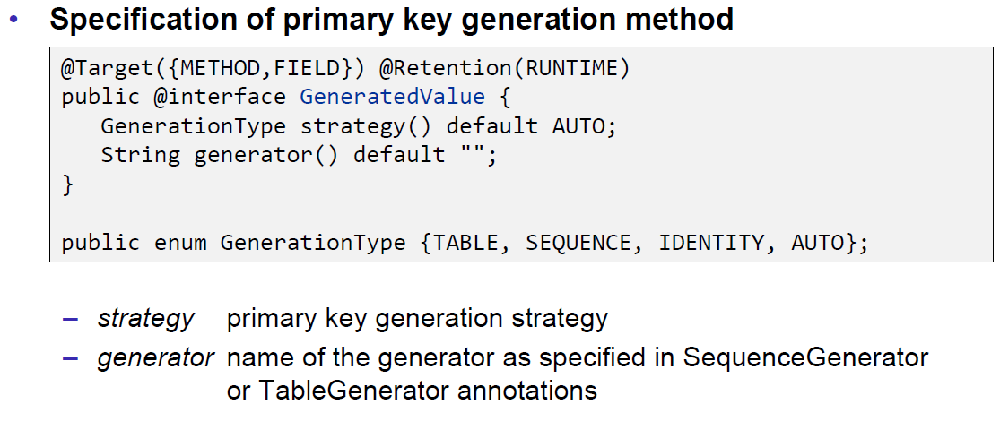 • Specification of primary key generation method
@Target({METHOD,FIELD}) @Retention(RUNTIME)
public @interface GeneratedValue {
   GenerationType strategy() default AUTO;
   String generator() default "";
}

public enum GenerationType {TABLE, SEQUENCE, IDENTITY, AUTO};
– strategy primary key generation strategy
– generator name of the generator as specified in SequenceGenerator
or TableGenerator annotations